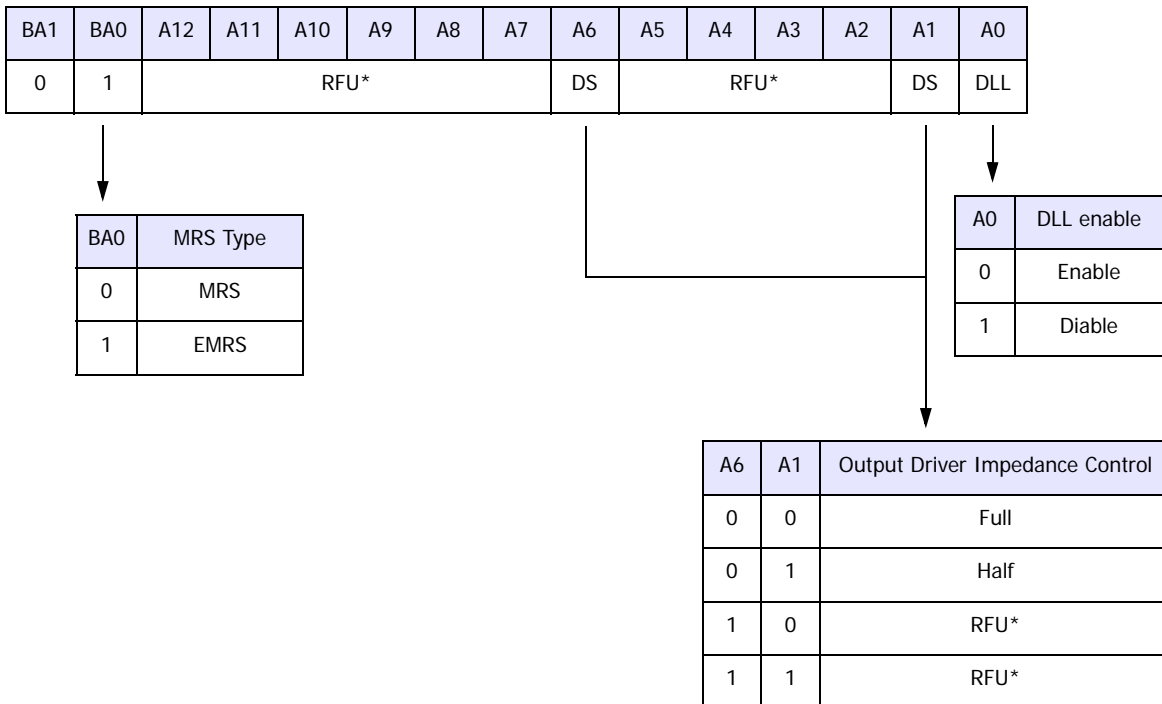 BA1 BA0 A12 A11 A10 A9 A8 A7 A6 A5 A4 A3 A2 A1 A0
0 1 RFU* DS RFU* DS DLL
BA0 MRS Type
0 MRS
1 EMRS
A0 DLL enable
0 Enable
1 Diable
A6 A1 Output Driver Impedance Control
0 0 Full
0 1 Half
1 0 RFU*
1 1 RFU*